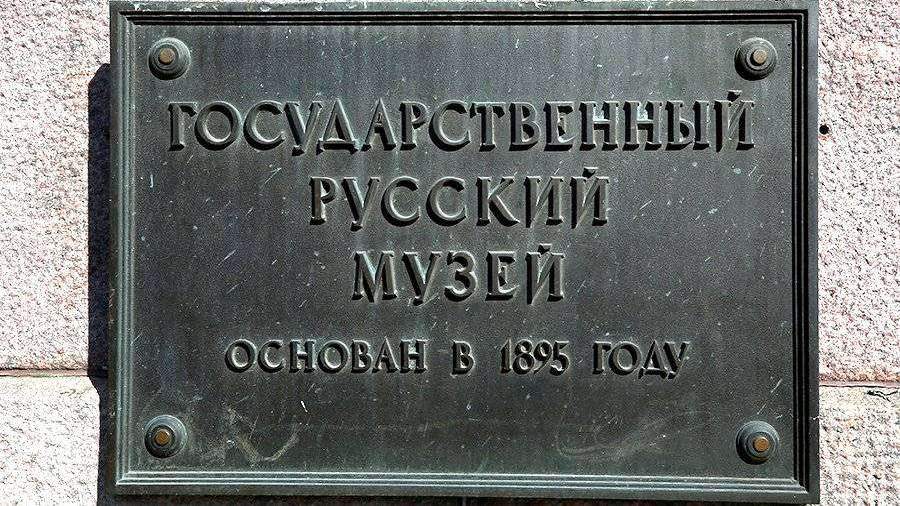 ГОСУДАРСТВЕННЫЙ
РУССКИЙ
МУЗЕЙ
ОСНОВАН В 1895 ГОДУ